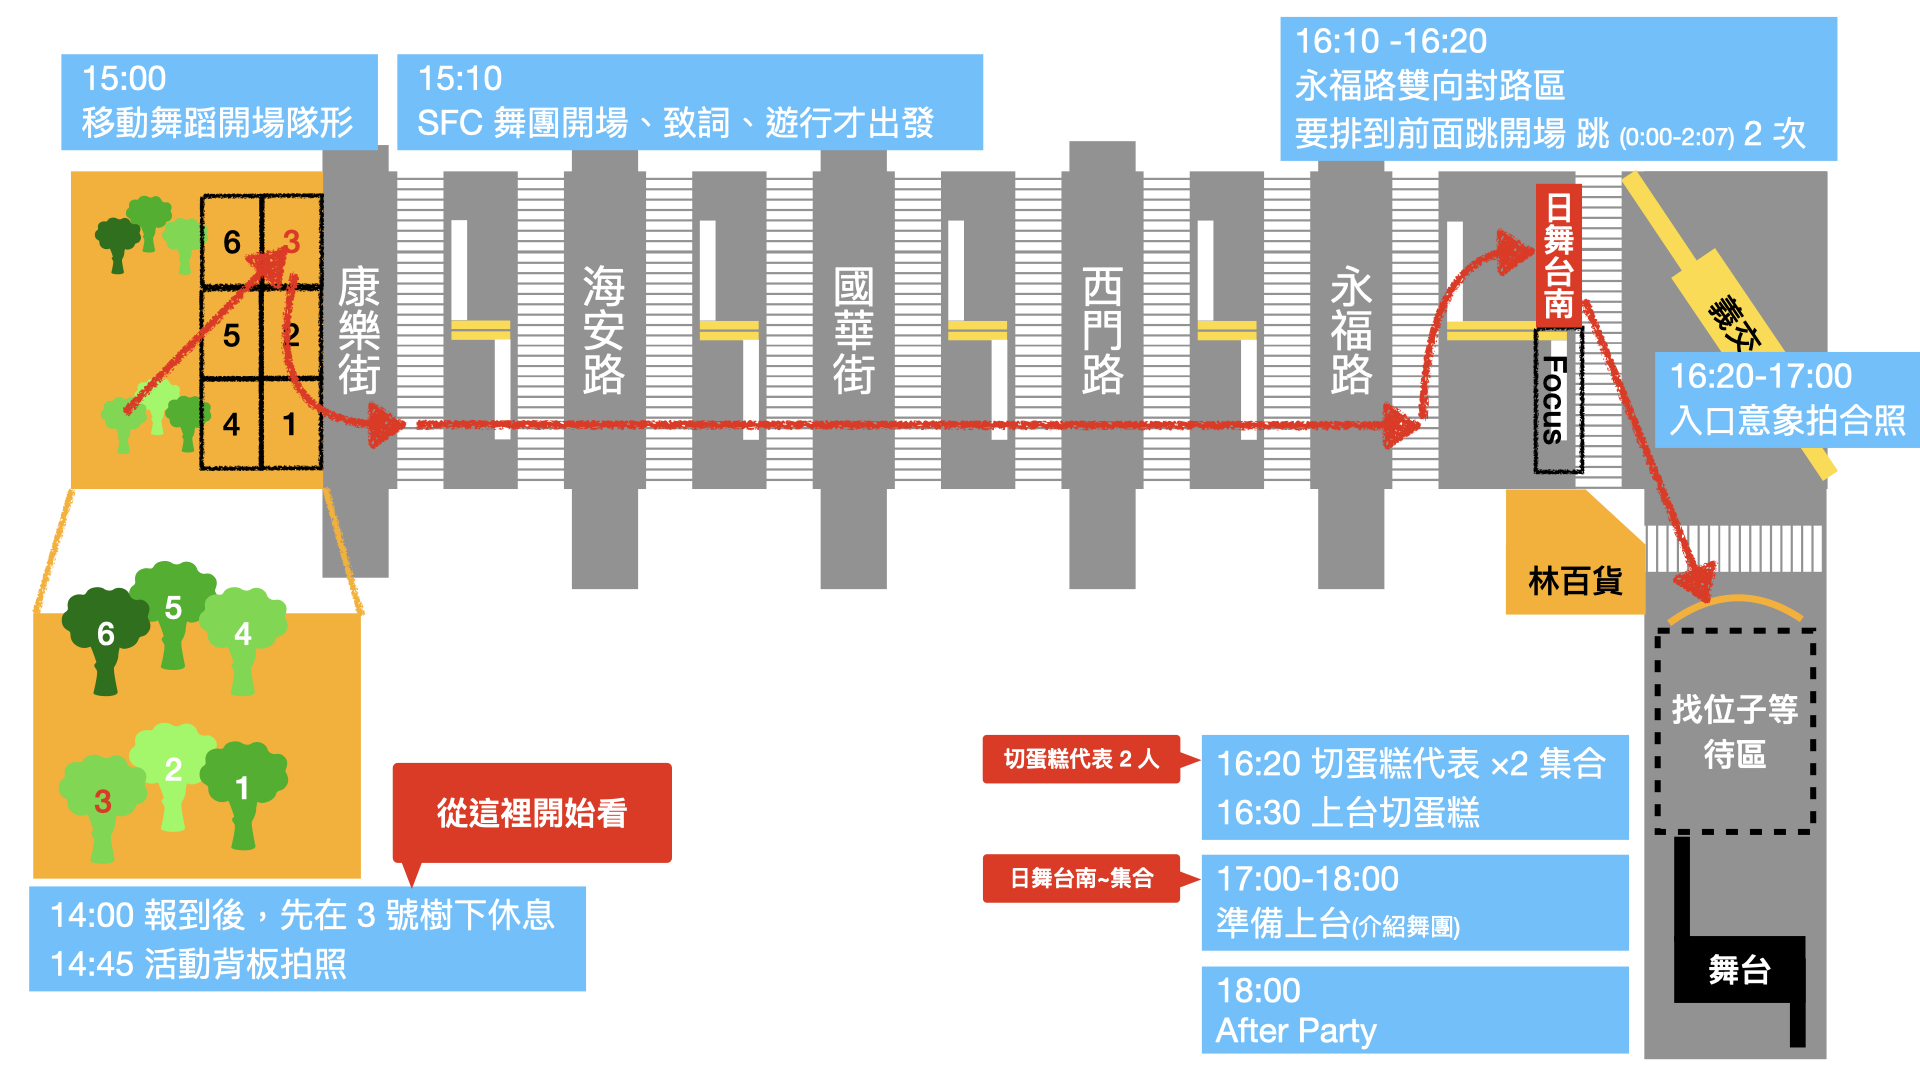 16:10 -16:20
永福路雙向封路區
要排到前面跳開場 跳 (0:00-2:07) 2 次
15:10
SFC 舞團開場、致詞、遊行才出發
15:00
移動舞蹈開場隊形
義交
16:20-17:00
入口意象拍合照
康樂街
海安路
國華街
西門路
永福路
日舞台南
Focus
林百貨
找位子等
待區
舞台
6
3
5
2
4
1
6
5
4
3
2
1
16:20 切蛋糕代表 ×2 集合
16:30 上台切蛋糕
切蛋糕代表 2 人
17:00-18:00
準備上台(介紹舞團)
日舞台南~集合
18:00
After Party
從這裡開始看
14:00 報到後，先在 3 號樹下休息
14:45 活動背板拍照